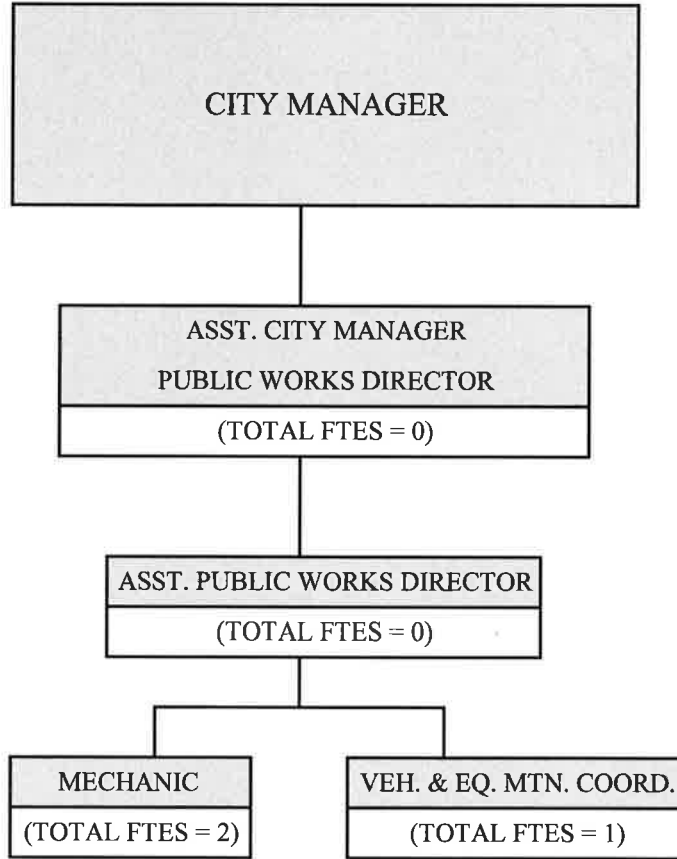 CITY MANAGER
ASST. CITY MANAGER
PUBLIC WORKS DIRECTOR
(TOTAL FTES = 0)
ASST. PUBLIC WORKS DIRECTOR
(TOTAL FTES = 0)
MECHANIC
(TOTAL FTES = 2)
VEH. & EQ. MTN. COORD.
(TOTAL FTES = 1)